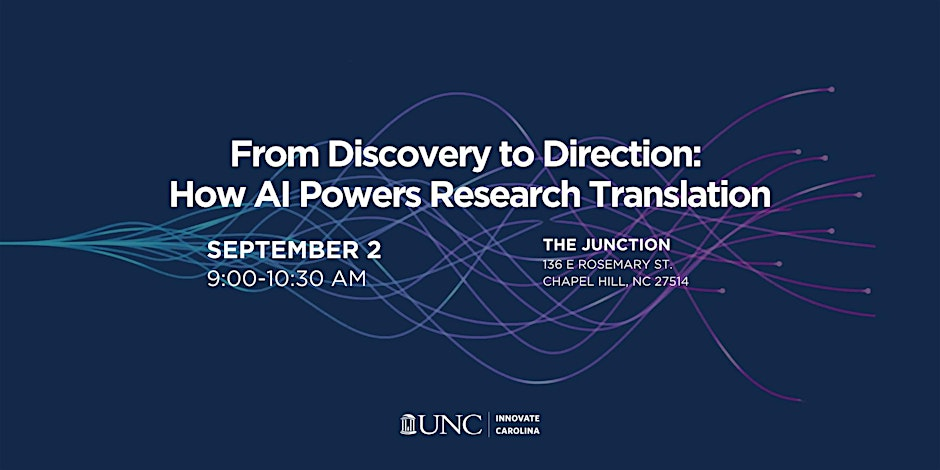 From Discovery to Direction:
How AI Powers Research Translation
SEPTEMBER 2
9:00-10:30 AM
THE JUNCTION
136 E ROSEMARY ST.
CHAPEL HILL, NC 27514
UNC
INNOVATE
CAROLINA